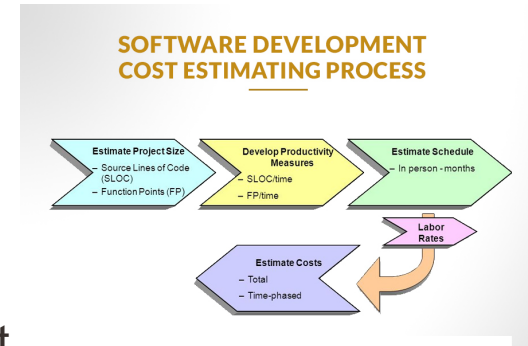 SOFTWARE DEVELOPMENT
COST ESTIMATING PROCESS
Estimate Project Size
– Source Lines of Code
(SLOC)
– Function Points (FP)
Develop Productivity
Measures
– SLOC/time
– FP/time
Estimate Schedule
– In person - months
Labor
Rates
Estimate Costs
– Total
– Time-phased
t